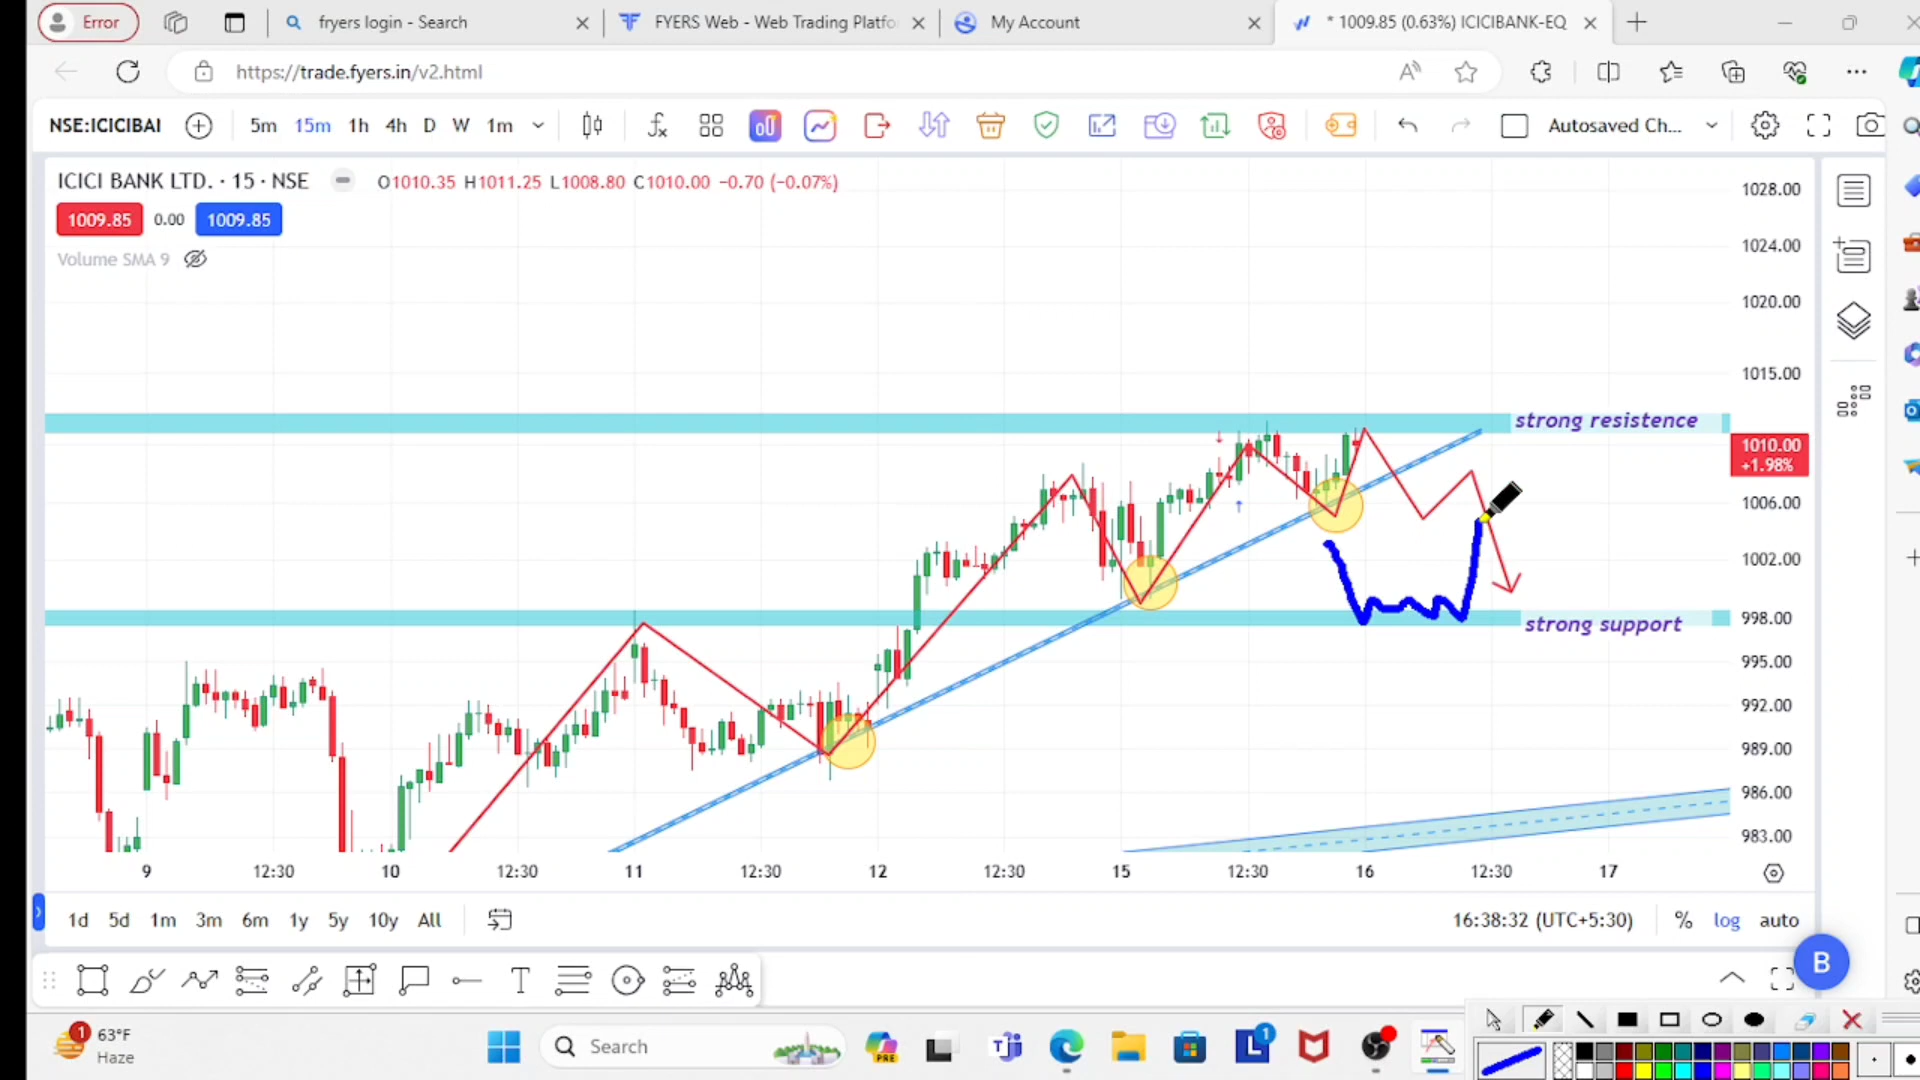 Error
fryers login - Search
FYERS Web - Web Trading Platfo
My Account
* 1009.85 (0.63%) ICICIBANK-EQ
https://trade.fyers.in/v2.html
NSE:ICICIBAI
5m 15m 1h 4h D W 1m
Autosaved Ch...
ICICI BANK LTD. · 15 · NSE
O1010.35 H1011.25 L1008.80 C1010.00 −0.70 (−0.07%)
1009.85 0.00 1009.85
Volume SMA 9
1028.00
1024.00
1020.00
1015.00
strong resistence
1010.00
+1.98%
1006.00
1002.00
998.00
strong support
995.00
992.00
989.00
986.00
983.00
9 12:30 10 12:30 11 12:30 12 12:30 15 12:30 16 12:30 17
1d 5d 1m 3m 6m 1y 5y 10y All
16:38:32 (UTC+5:30) % log auto
B
1
63°F
Haze
Search
PRE
1